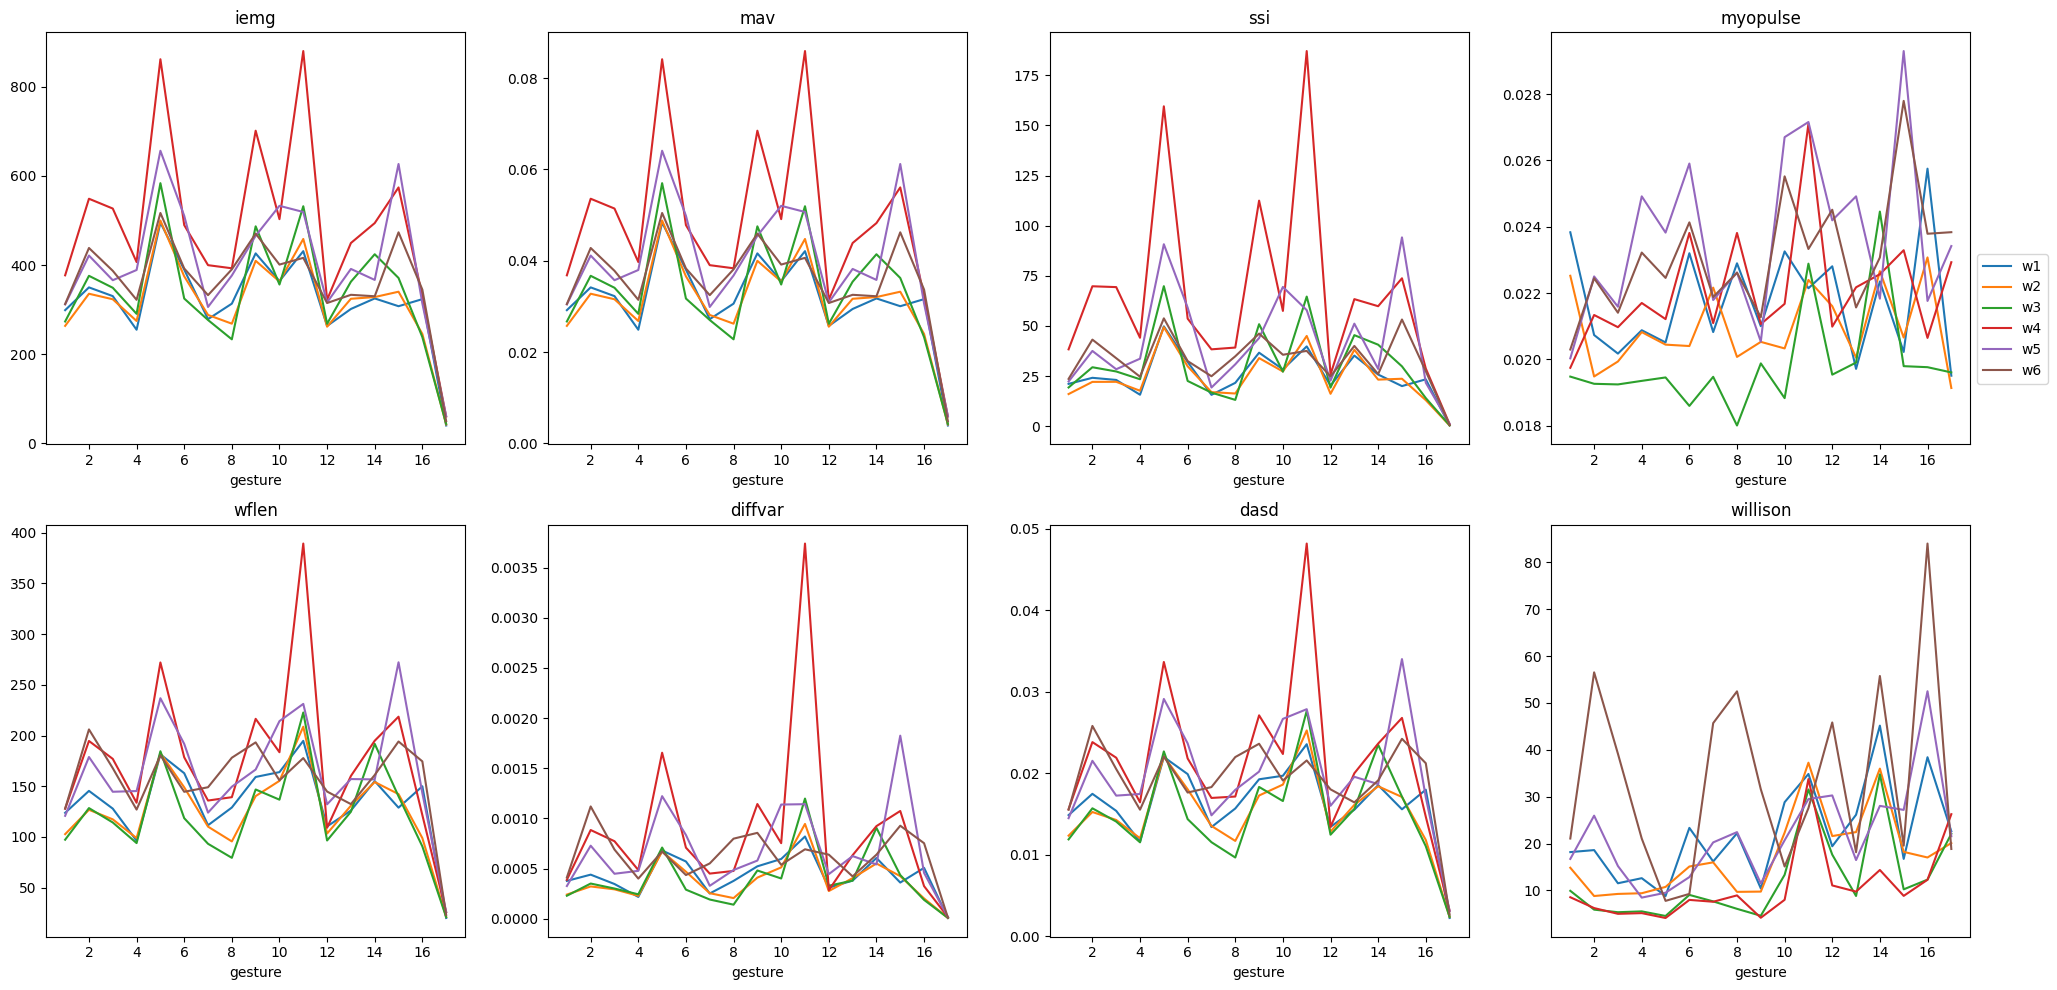 iemg
mav
ssi
myopulse
800
600
400
200
0
2 4 6 8 10 12 14 16
gesture
0.08
0.06
0.04
0.02
0.00
2 4 6 8 10 12 14 16
gesture
175
150
125
100
75
50
25
0
2 4 6 8 10 12 14 16
gesture
0.028
0.026
0.024
0.022
0.020
0.018
2 4 6 8 10 12 14 16
gesture
w1
w2
w3
w4
w5
w6
wflen
diffvar
dasd
willison
400
350
300
250
200
150
100
50
2 4 6 8 10 12 14 16
gesture
0.0035
0.0030
0.0025
0.0020
0.0015
0.0010
0.0005
0.0000
2 4 6 8 10 12 14 16
gesture
0.05
0.04
0.03
0.02
0.01
0.00
2 4 6 8 10 12 14 16
gesture
80
70
60
50
40
30
20
10
2 4 6 8 10 12 14 16
gesture